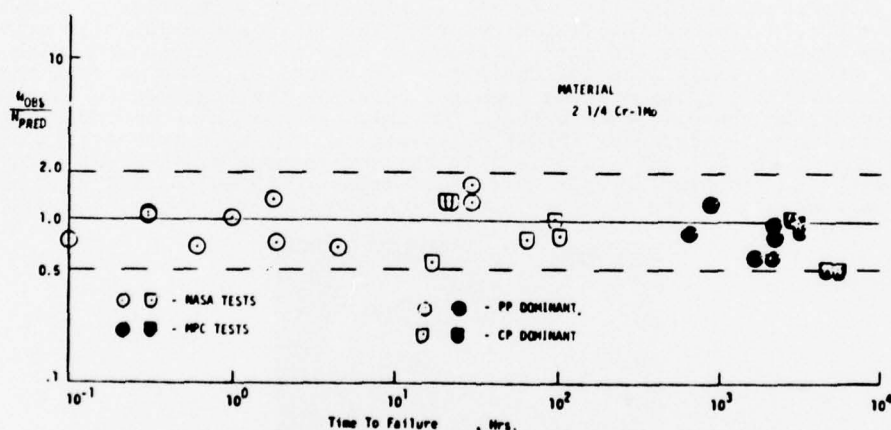 10
N_OBS
N_PRED
MATERIAL
2 1/4 Cr-1Mo
2.0
1.0
0.5
.1
- NASA TESTS
- MPC TESTS
- PP DOMINANT.
- CP DOMINANT
10^-1
10^0
10^1
10^2
10^3
10^4
Time To Failure , Hrs.